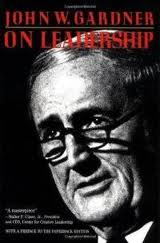 JOHN W. GARDNER
ON LEADERSHIP
"A masterpiece"
WITH A PREFACE TO THE PAPERBACK EDITION